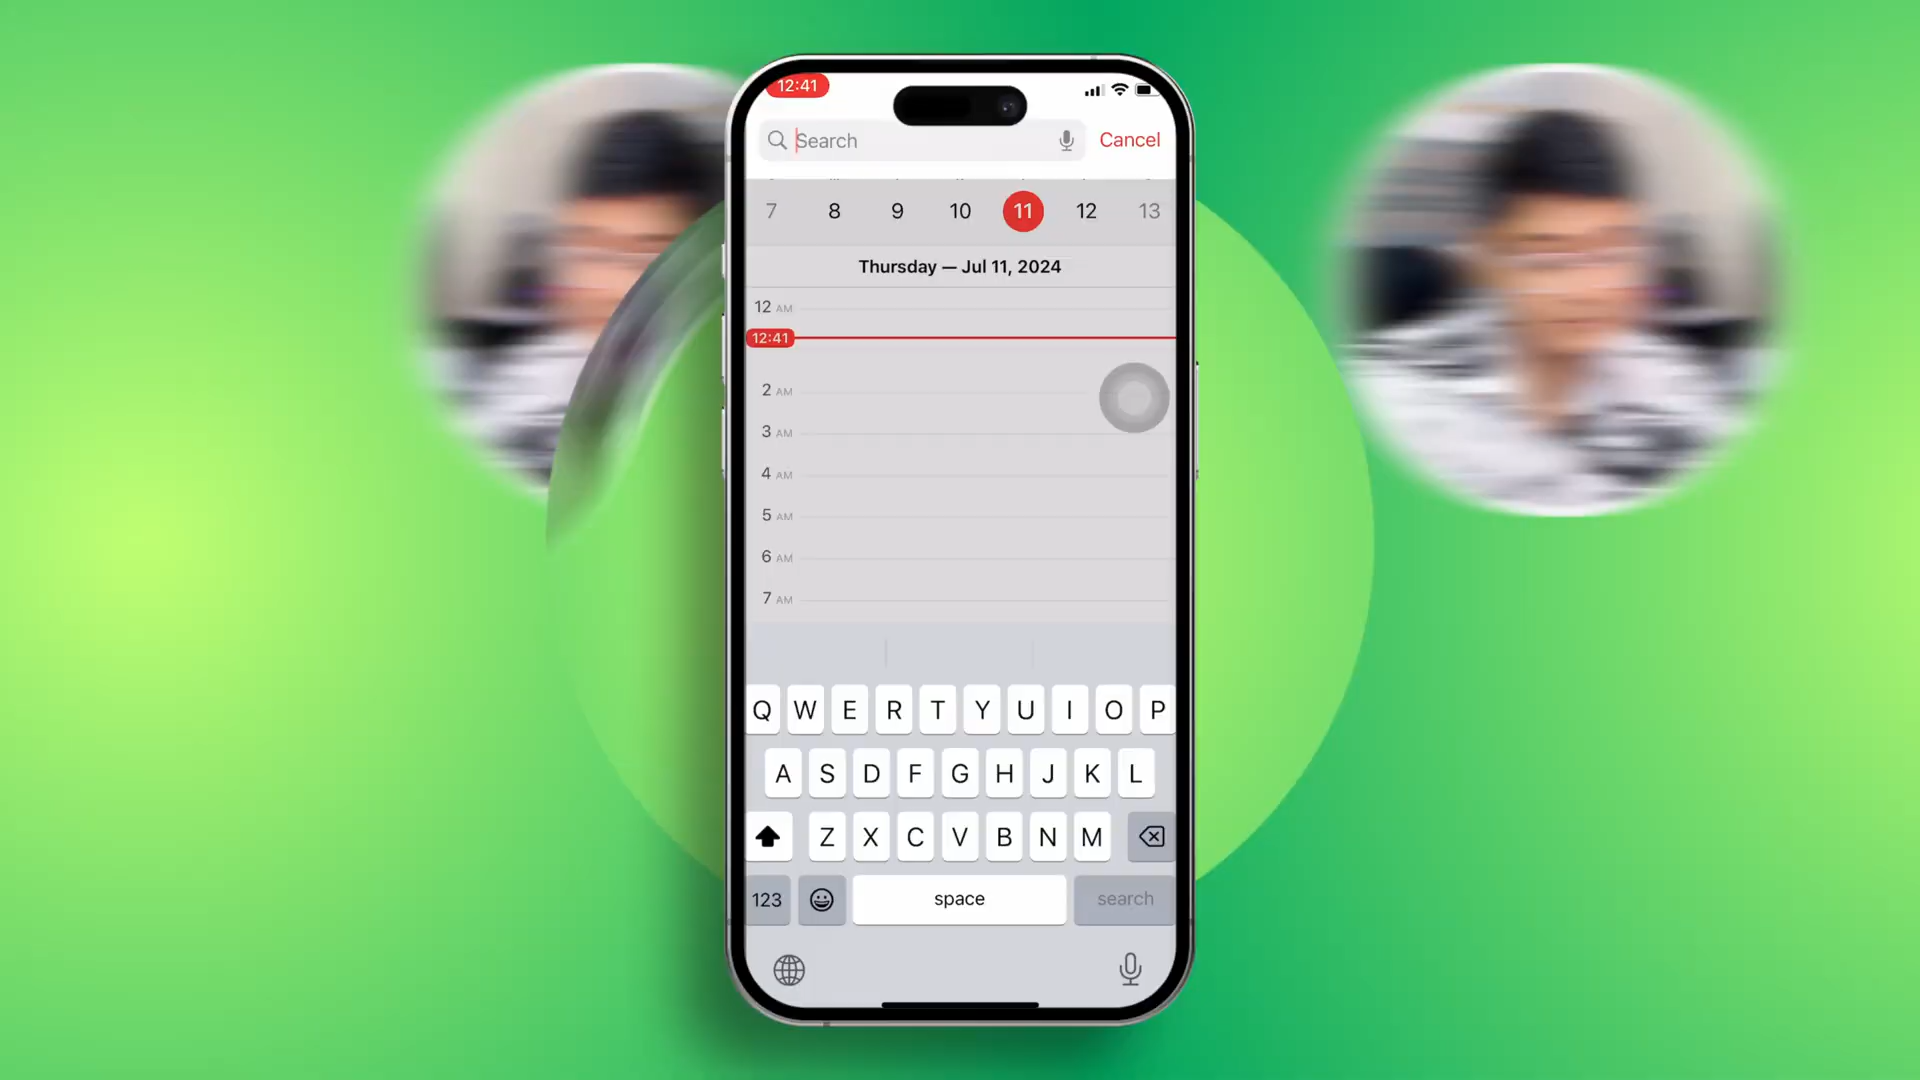 12:41
Search
Cancel
7 8 9 10 11 12 13
Thursday — Jul 11, 2024
12 AM
12:41
2 AM
3 AM
4 AM
5 AM
6 AM
7 AM
Q W E R T Y U I O P
A S D F G H J K L
Z X C V B N M
123 space search